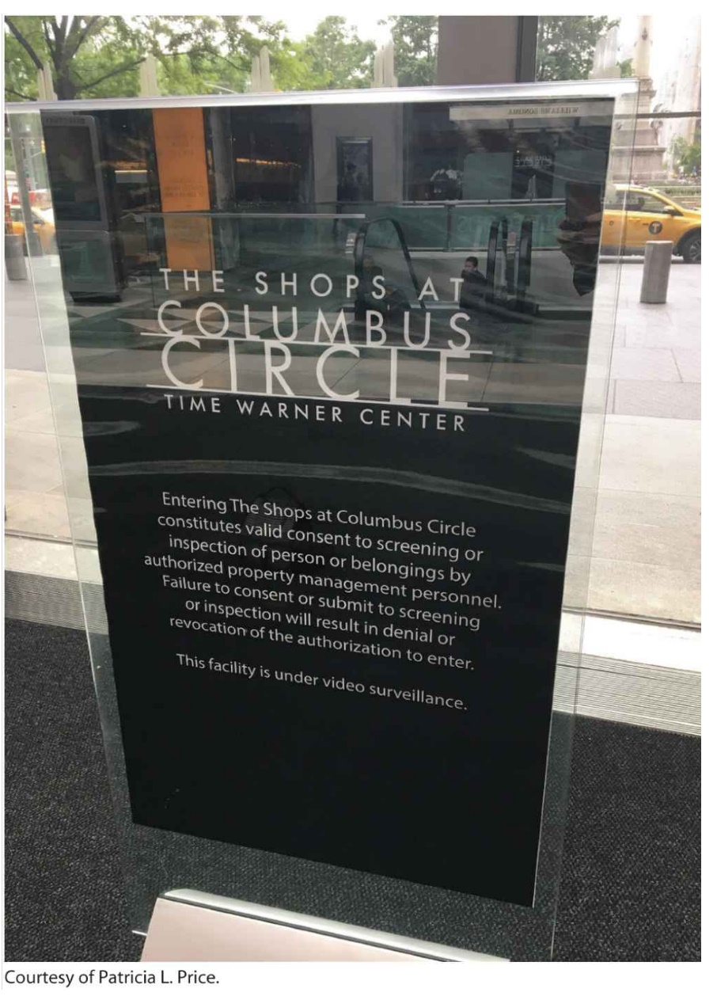 THE SHOPS AT
COLUMBUS
CIRCLE
TIME WARNER CENTER
Entering The Shops at Columbus Circle
constitutes valid consent to screening or
inspection of person or belongings by
authorized property management personnel.
Failure to consent or submit to screening
or inspection will result in denial or
revocation of the authorization to enter.
This facility is under video surveillance.
T
Courtesy of Patricia L. Price.